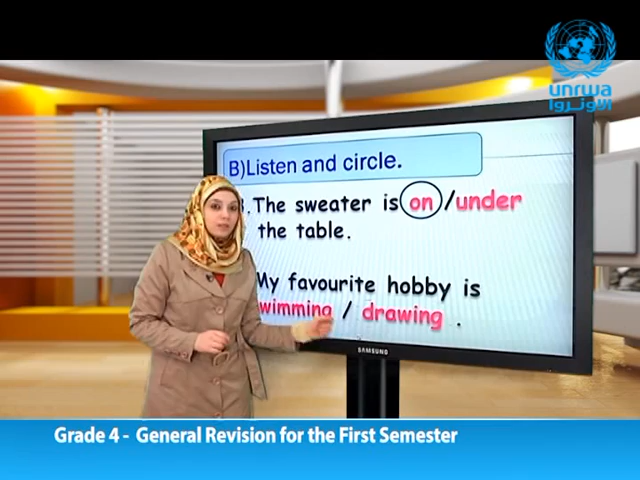 unrwa
الأونروا
B)Listen and circle.
.The sweater is on /under
the table.
My favourite hobby is
wimming / drawing .
SAMSUNG
Grade 4 - General Revision for the First Semester